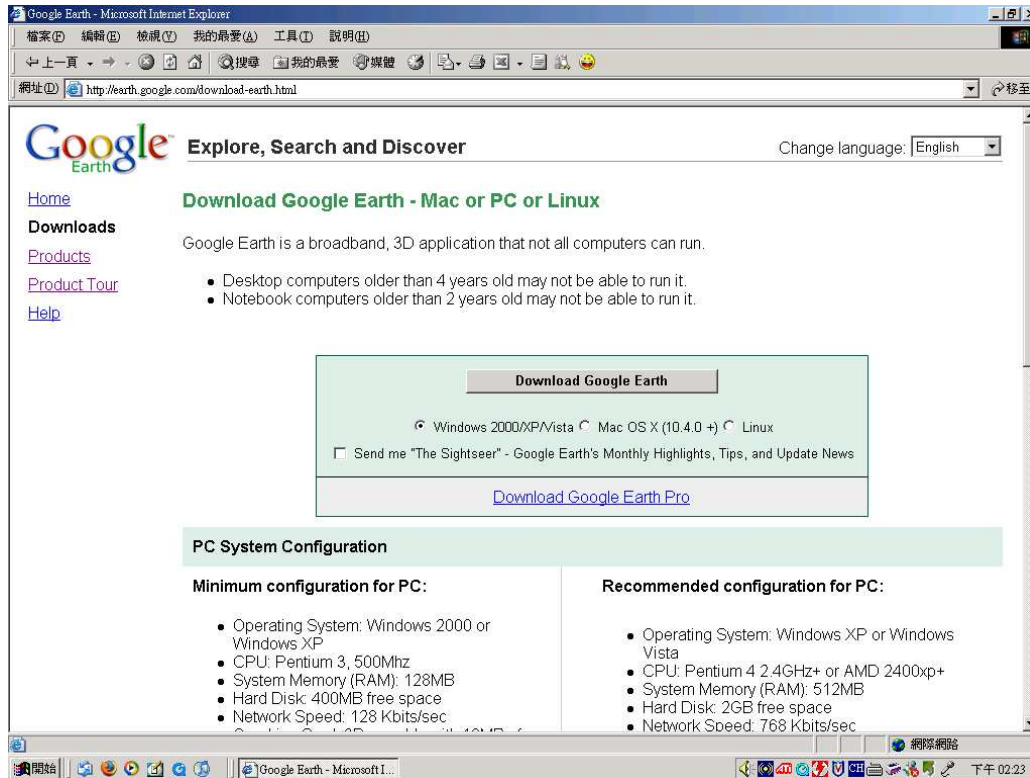 Google Earth - Microsoft Internet Explorer
檔案(F) 編輯(E) 檢視(V) 我的最愛(A) 工具(T) 說明(H)
上一頁 搜尋 我的最愛 媒體
網址(D) http://earth.google.com/download-earth.html 移至
Google Earth
Explore, Search and Discover
Change language: English
Home
Downloads
Products
Product Tour
Help
Download Google Earth - Mac or PC or Linux
Google Earth is a broadband, 3D application that not all computers can run.
• Desktop computers older than 4 years old may not be able to run it.
• Notebook computers older than 2 years old may not be able to run it.
Download Google Earth
Windows 2000/XP/Vista Mac OS X (10.4.0 +) Linux
Send me "The Sightseer" - Google Earth's Monthly Highlights, Tips, and Update News
Download Google Earth Pro
PC System Configuration
Minimum configuration for PC:
• Operating System: Windows 2000 or
Windows XP
• CPU: Pentium 3, 500Mhz
• System Memory (RAM): 128MB
• Hard Disk: 400MB free space
• Network Speed: 128 Kbits/sec
Recommended configuration for PC:
• Operating System: Windows XP or Windows
Vista
• CPU: Pentium 4 2.4GHz+ or AMD 2400xp+
• System Memory (RAM): 512MB
• Hard Disk: 2GB free space
• Network Speed: 768 Kbits/sec
網際網路
開始 Google Earth - Microsoft I... CH 下午 02:23